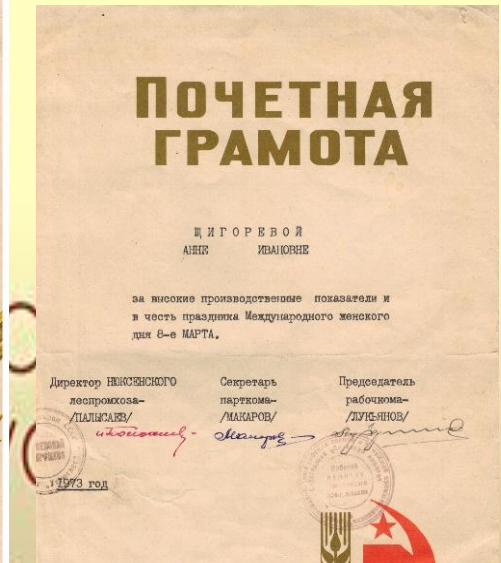 ПОЧЕТНАЯ
ГРАМОТА
ЩИГОРЕВОЙ
АННЕ ИВАНОВНЕ
за высокие производственные показатели и
в честь праздника Международного женского
дня 8-е МАРТА.
Директор НЮКСЕНСКОГО Секретарь Председатель
леспромхоза- парткома- рабочкома-
/ПАЛЫСАЕВ/ /МАКАРОВ/ /ЛУКЬЯНОВ/
1973 год